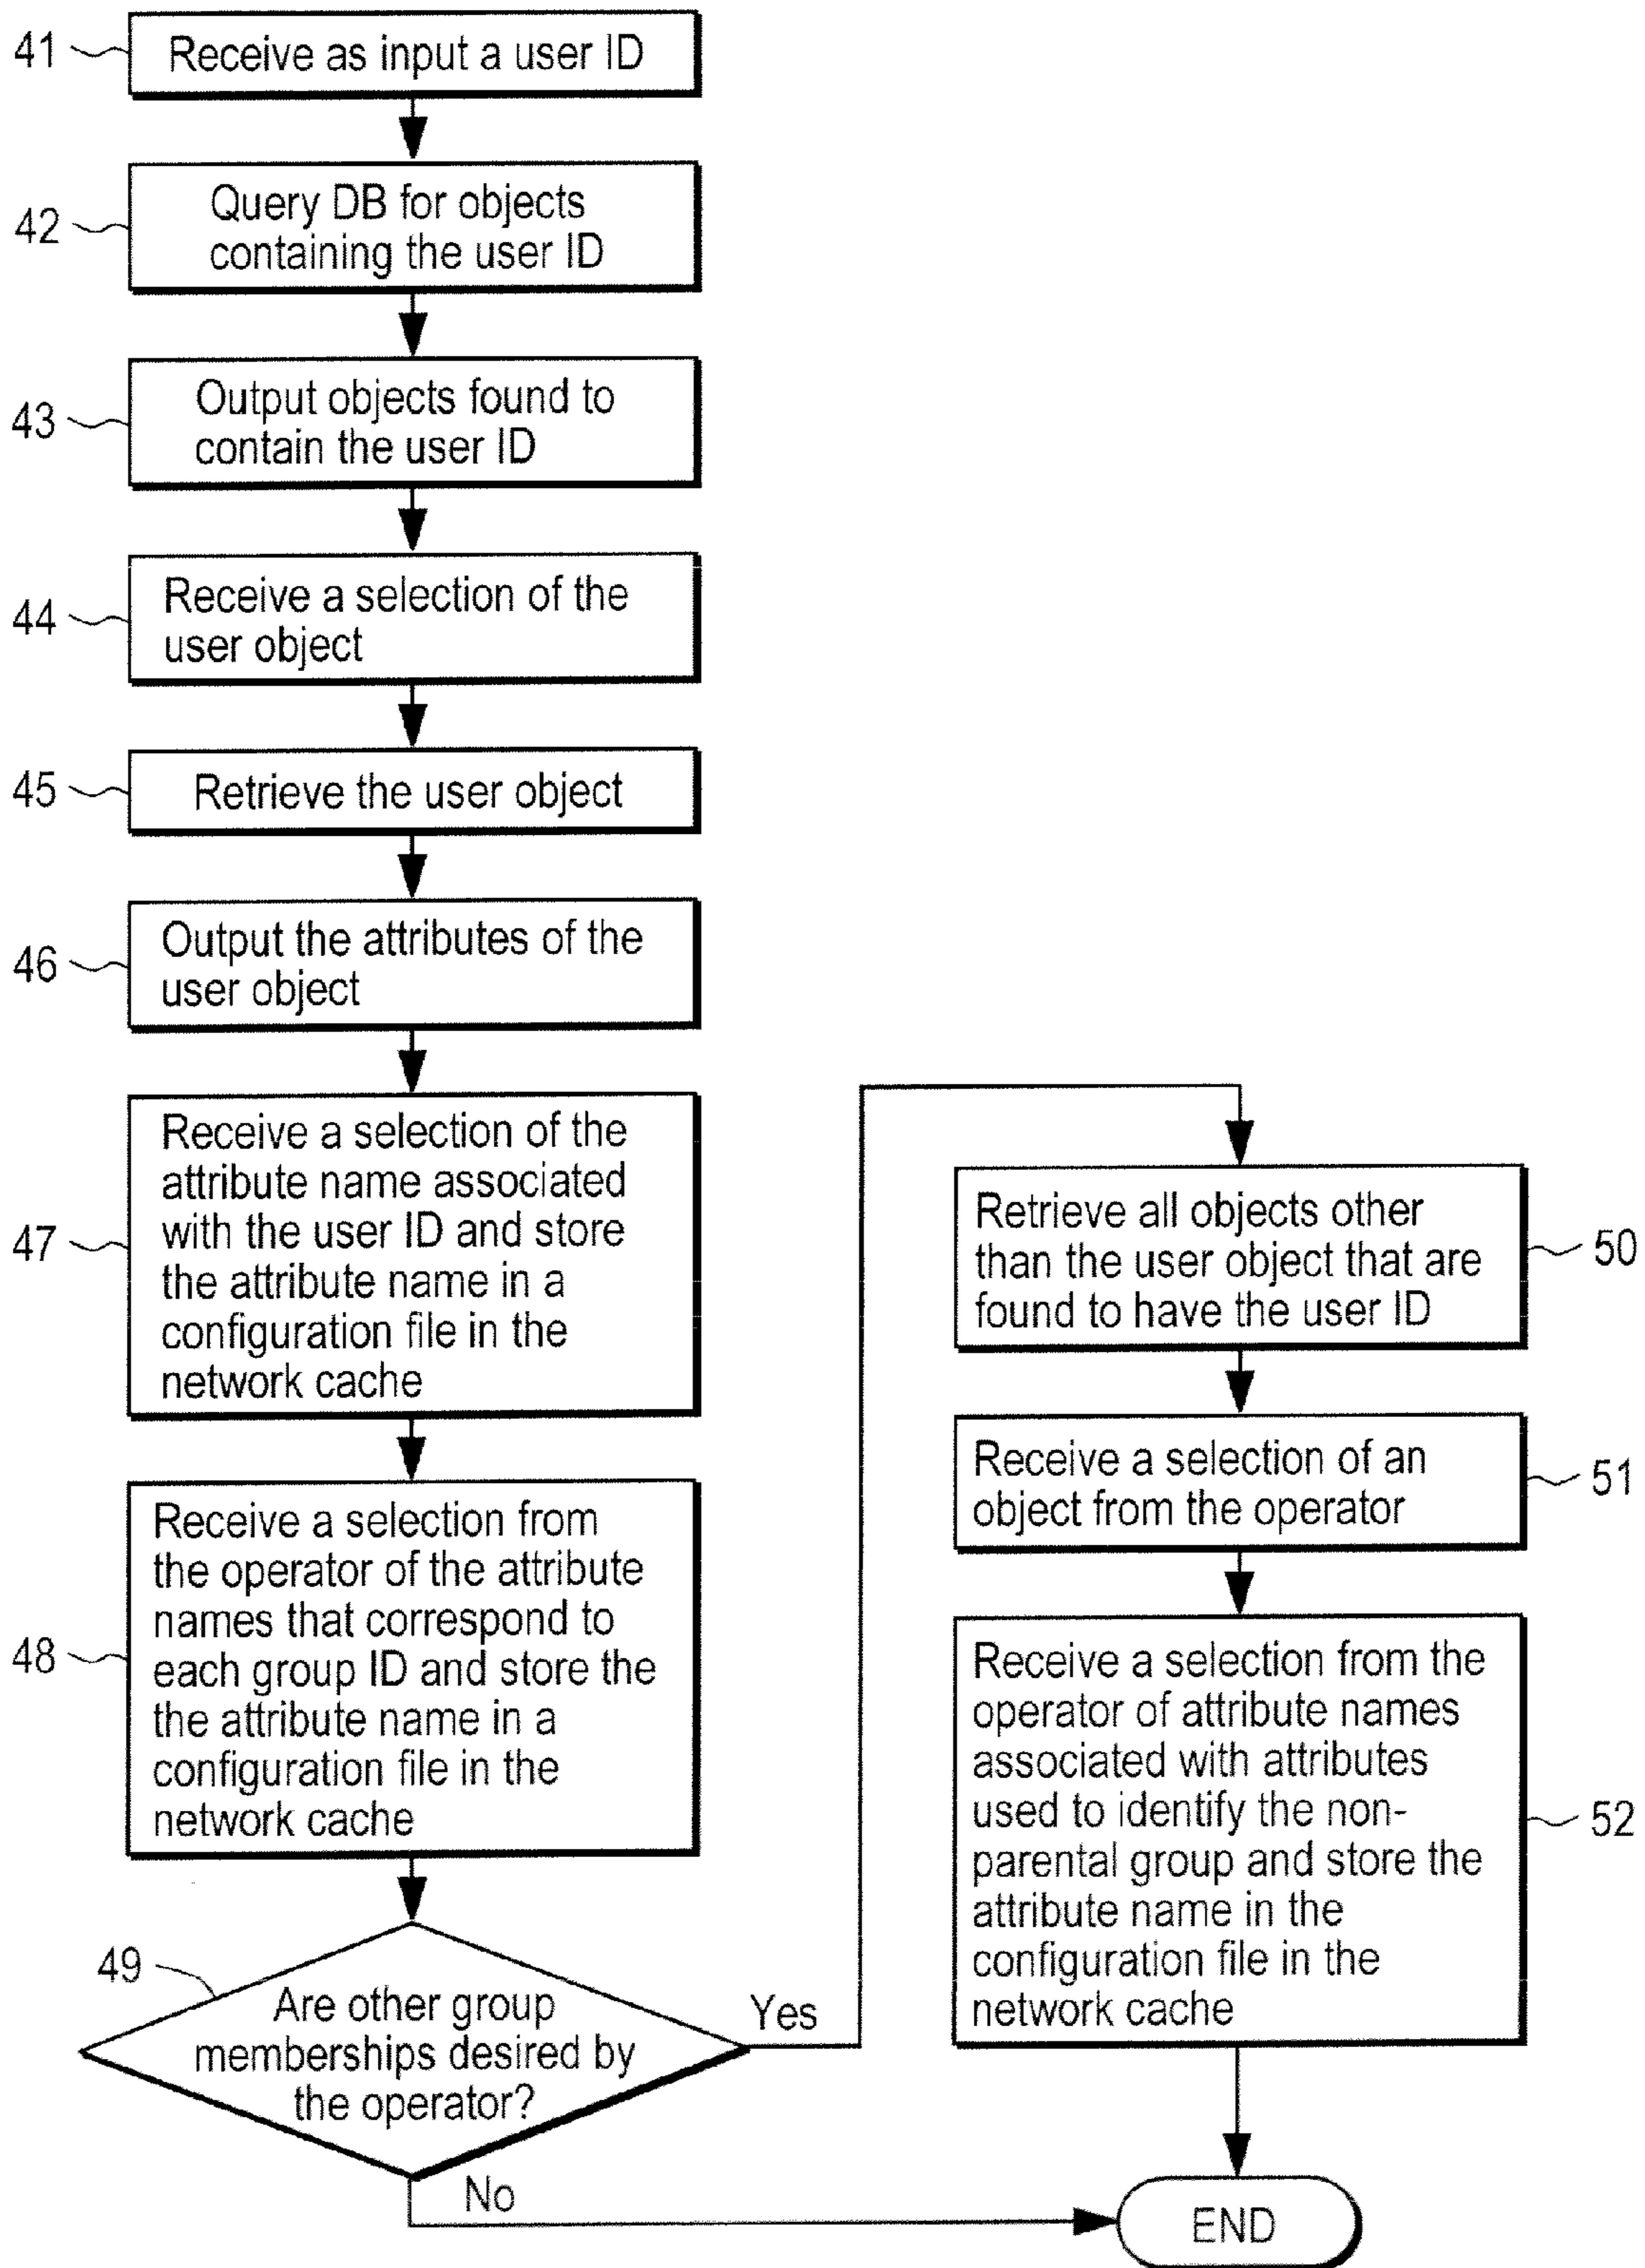 41
Receive as input a user ID
42
Query DB for objects
containing the user ID
43
Output objects found to
contain the user ID
44
Receive a selection of the
user object
45
Retrieve the user object
46
Output the attributes of the
user object
47
Receive a selection of the
attribute name associated
with the user ID and store
the attribute name in a
configuration file in the
network cache
48
Receive a selection from
the operator of the attribute
names that correspond to
each group ID and store the
the attribute name in a
configuration file in the
network cache
49
Are other group
memberships desired by
the operator?
Yes
No
Retrieve all objects other
than the user object that are
found to have the user ID
50
Receive a selection of an
object from the operator
51
Receive a selection from the
operator of attribute names
associated with attributes
used to identify the non-
parental group and store the
attribute name in the
configuration file in the
network cache
52
END